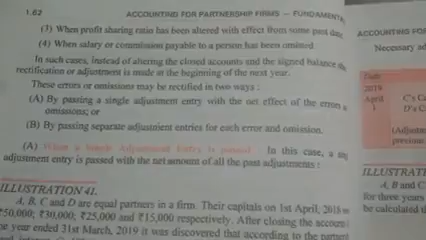 1.62 ACCOUNTING FOR PARTNERSHIP FIRMS — FUNDAMENTA
(3) When profit sharing ratio has been altered with effect from some past date
(4) When salary or commission payable to a person has been omitted
In such cases, instead of altering the closed accounts and the signed balance
rectification or adjustment is made at the beginning of the next year.
These errors or omissions may be rectified in two ways :
(A) By passing a single adjustment entry with the net effect of the errors
omissions; or
(B) By passing separate adjustment entries for each error and omission.
(A) When a Single Adjustment Entry is passed : In this case, a
adjustment entry is passed with the net amount of all the past adjustments :
ILLUSTRATION 41.
A, B, C and D are equal partners in a firm. Their capitals on 1st April, 2018
₹50,000; ₹30,000; ₹25,000 and ₹15,000 respectively. After closing the accoun
he year ended 31st March, 2019 it was discovered that according to the partner
ACCOUNTING FOR
Necessary ad
Date
2019
April
1
C's Ca
D's C
(Adjustm
previous
ILLUSTRAT
A, B and C
for three years
be calculated